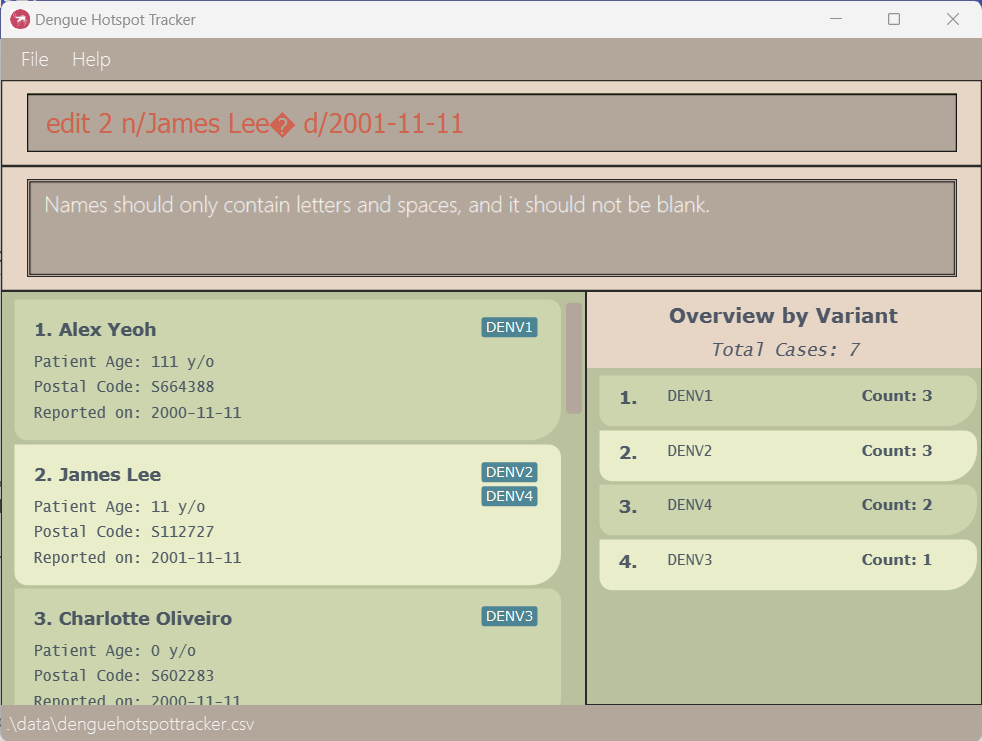 Dengue Hotspot Tracker
File Help
edit 2 n/James Lee� d/2001-11-11
Names should only contain letters and spaces, and it should not be blank.
1. Alex Yeoh
DENV1
Patient Age: 111 y/o
Postal Code: S664388
Reported on: 2000-11-11
2. James Lee
DENV2
DENV4
Patient Age: 11 y/o
Postal Code: S112727
Reported on: 2001-11-11
3. Charlotte Oliveiro
DENV3
Patient Age: 0 y/o
Postal Code: S602283
Reported on: 2000-11-11
Overview by Variant
Total Cases: 7
1. DENV1 Count: 3
2. DENV2 Count: 3
3. DENV4 Count: 2
4. DENV3 Count: 1
.\data\denguehotspottracker.csv